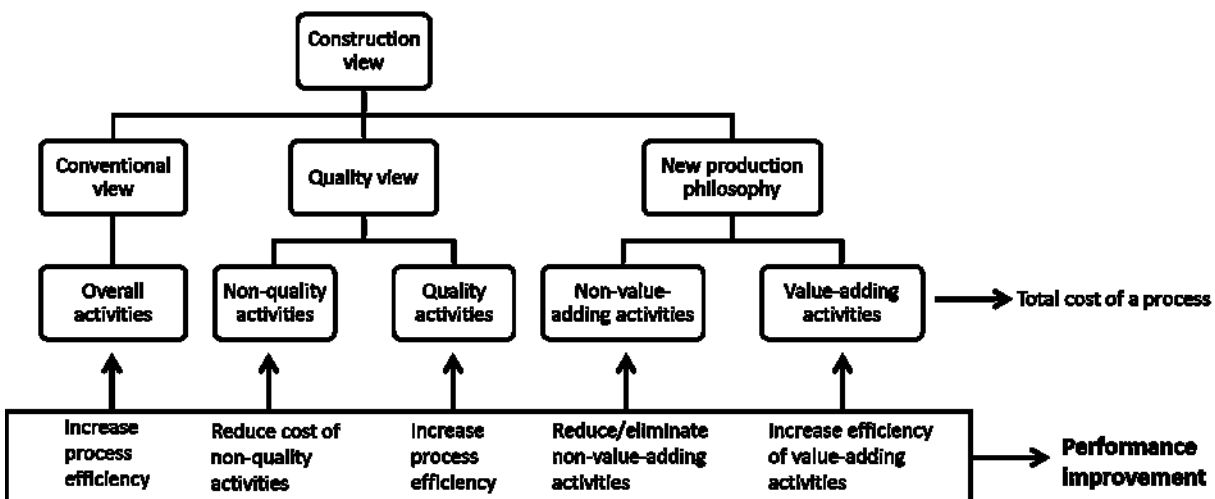 Construction
view
Conventional
view
Quality view
New production
philosophy
Overall
activities
Non-quality
activities
Quality
activities
Non-value-
adding activities
Value-adding
activities
Total cost of a process
Increase
process
efficiency
Reduce cost of
non-quality
activities
Increase
process
efficiency
Reduce/eliminate
non-value-adding
activities
Increase efficiency
of value-adding
activities
Performance
improvement